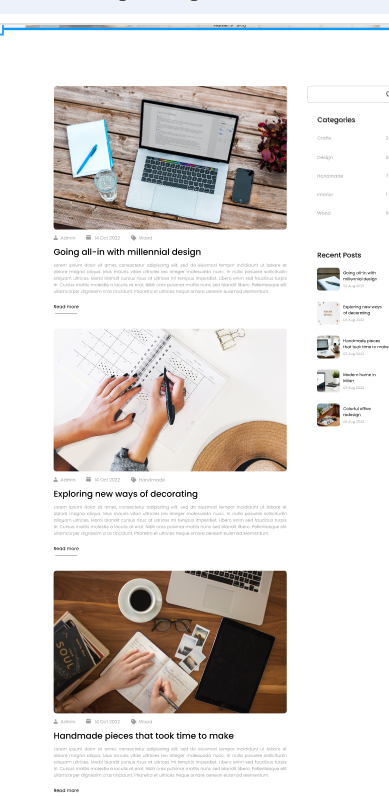 Admin 14 Oct 2022 Wood
Going all-in with millennial design
Lorem ipsum dolor sit amet, consectetur adipiscing elit, sed do eiusmod tempor incididunt ut labore et
dolore magna aliqua. Mus mauris vitae ultricies leo integer malesuada nunc. In nulla posuere sollicitudin
aliquam ultrices. Morbi blandit cursus risus at ultrices mi tempus imperdiet. Libero enim sed faucibus turpis
in. Cursus mattis molestie a iaculis at erat. Nibh cras pulvinar mattis nunc sed blandit libero. Pellentesque elit
ullamcorper dignissim cras tincidunt. Pharetra et ultrices neque ornare aenean euismod elementum.
Read more
Admin 14 Oct 2022 Handmade
Exploring new ways of decorating
Lorem ipsum dolor sit amet, consectetur adipiscing elit, sed do eiusmod tempor incididunt ut labore et
dolore magna aliqua. Mus mauris vitae ultricies leo integer malesuada nunc. In nulla posuere sollicitudin
aliquam ultrices. Morbi blandit cursus risus at ultrices mi tempus imperdiet. Libero enim sed faucibus turpis
in. Cursus mattis molestie a iaculis at erat. Nibh cras pulvinar mattis nunc sed blandit libero. Pellentesque elit
ullamcorper dignissim cras tincidunt. Pharetra et ultrices neque ornare aenean euismod elementum.
Read more
SOUL
Admin 14 Oct 2022 Wood
Handmade pieces that took time to make
Lorem ipsum dolor sit amet, consectetur adipiscing elit, sed do eiusmod tempor incididunt ut labore et
dolore magna aliqua. Mus mauris vitae ultricies leo integer malesuada nunc. In nulla posuere sollicitudin
aliquam ultrices. Morbi blandit cursus risus at ultrices mi tempus imperdiet. Libero enim sed faucibus turpis
in. Cursus mattis molestie a iaculis at erat. Nibh cras pulvinar mattis nunc sed blandit libero. Pellentesque elit
ullamcorper dignissim cras tincidunt. Pharetra et ultrices neque ornare aenean euismod elementum.
Read more
Categories
Crafts 2
Design
Handmade 7
Interior 1
Wood
Recent Posts
Going all-in with
millennial design
03 Aug 2022
Exploring new ways
of decorating
03 Aug 2022
Handmade pieces
that took time to make
03 Aug 2022
Modern home in
Milan
03 Aug 2022
Colorful office
redesign
03 Aug 2022